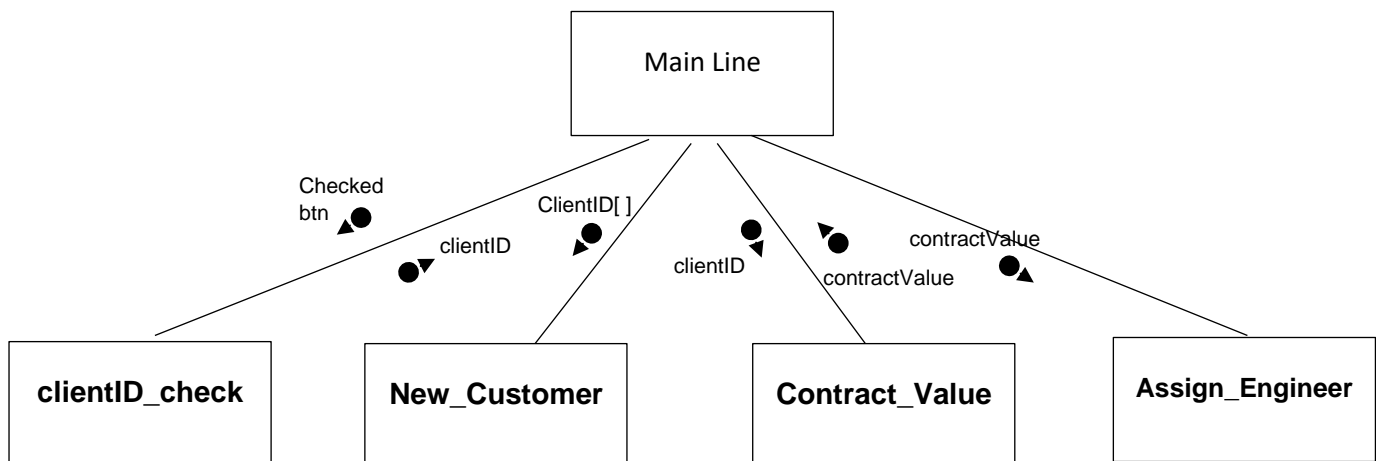 Main Line
Checked
btn
clientID
ClientID[ ]
clientID
contractValue
contractValue
clientID_check
New_Customer
Contract_Value
Assign_Engineer